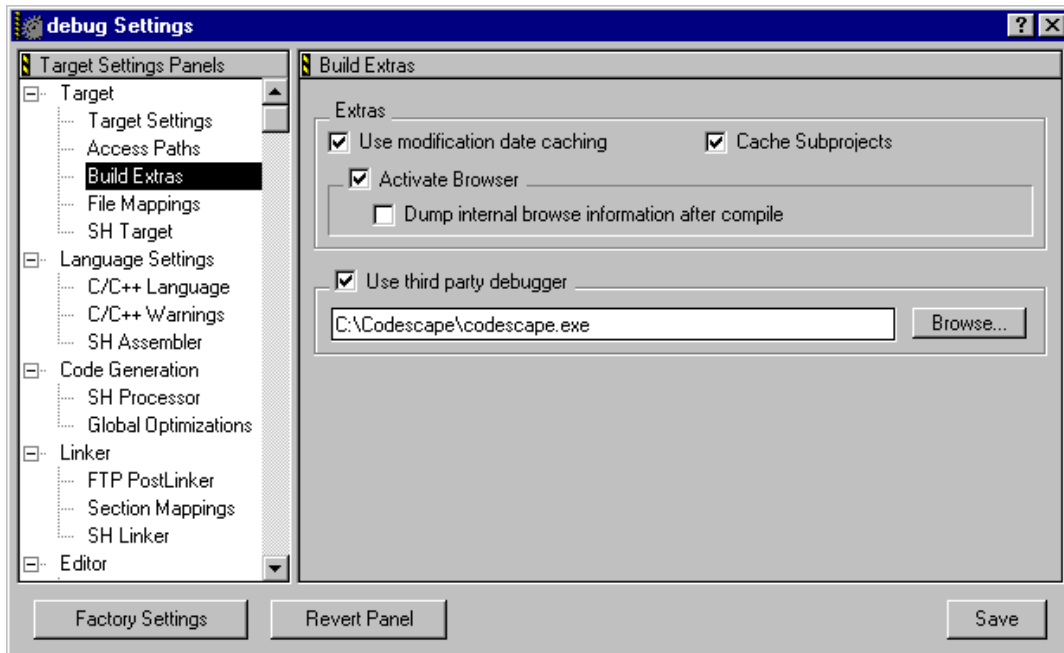 debug Settings
Target Settings Panels
Target
Target Settings
Access Paths
Build Extras
File Mappings
SH Target
Language Settings
C/C++ Language
C/C++ Warnings
SH Assembler
Code Generation
SH Processor
Global Optimizations
Linker
FTP PostLinker
Section Mappings
SH Linker
Editor
Build Extras
Extras
Use modification date caching
Cache Subprojects
Activate Browser
Dump internal browse information after compile
Use third party debugger
C:\Codescape\codescape.exe
Browse...
Factory Settings
Revert Panel
Save